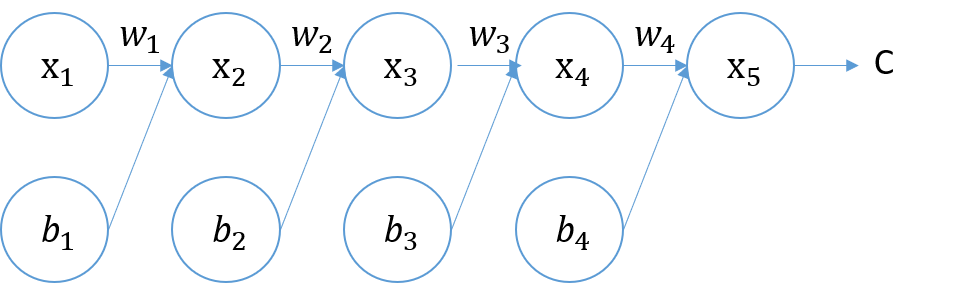 w₁ w₂ w₃ w₄
x₁ x₂ x₃ x₄ x₅ C
b₁ b₂ b₃ b₄